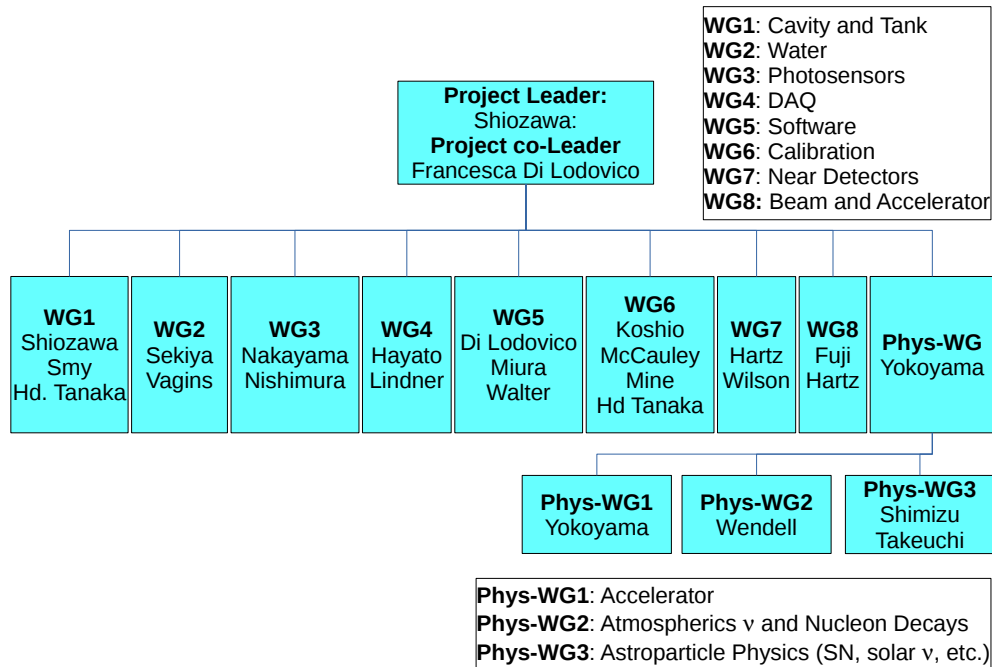 WG1: Cavity and Tank
WG2: Water
WG3: Photosensors
WG4: DAQ
WG5: Software
WG6: Calibration
WG7: Near Detectors
WG8: Beam and Accelerator
Project Leader:
Shiozawa:
Project co-Leader
Francesca Di Lodovico
WG1
Shiozawa
Smy
Hd. Tanaka
WG2
Sekiya
Vagins
WG3
Nakayama
Nishimura
WG4
Hayato
Lindner
WG5
Di Lodovico
Miura
Walter
WG6
Koshio
McCauley
Mine
Hd Tanaka
WG7
Hartz
Wilson
WG8
Fuji
Hartz
Phys-WG
Yokoyama
Phys-WG1
Yokoyama
Phys-WG2
Wendell
Phys-WG3
Shimizu
Takeuchi
Phys-WG1: Accelerator
Phys-WG2: Atmospherics ν and Nucleon Decays
Phys-WG3: Astroparticle Physics (SN, solar ν, etc.)